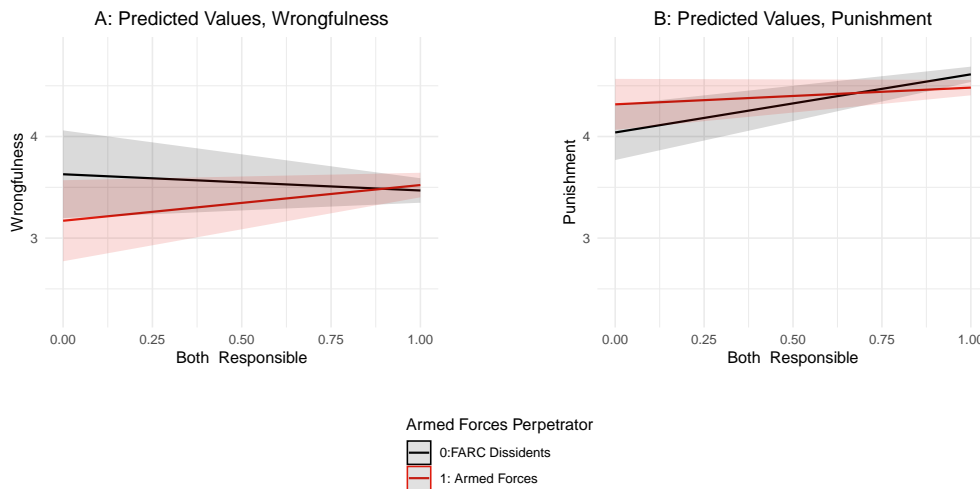 A: Predicted Values, Wrongfulness
Wrongfulness
4
3
0.00 0.25 0.50 0.75 1.00
Both Responsible
B: Predicted Values, Punishment
Punishment
4
3
0.00 0.25 0.50 0.75 1.00
Both Responsible
Armed Forces Perpetrator
0:FARC Dissidents
1: Armed Forces